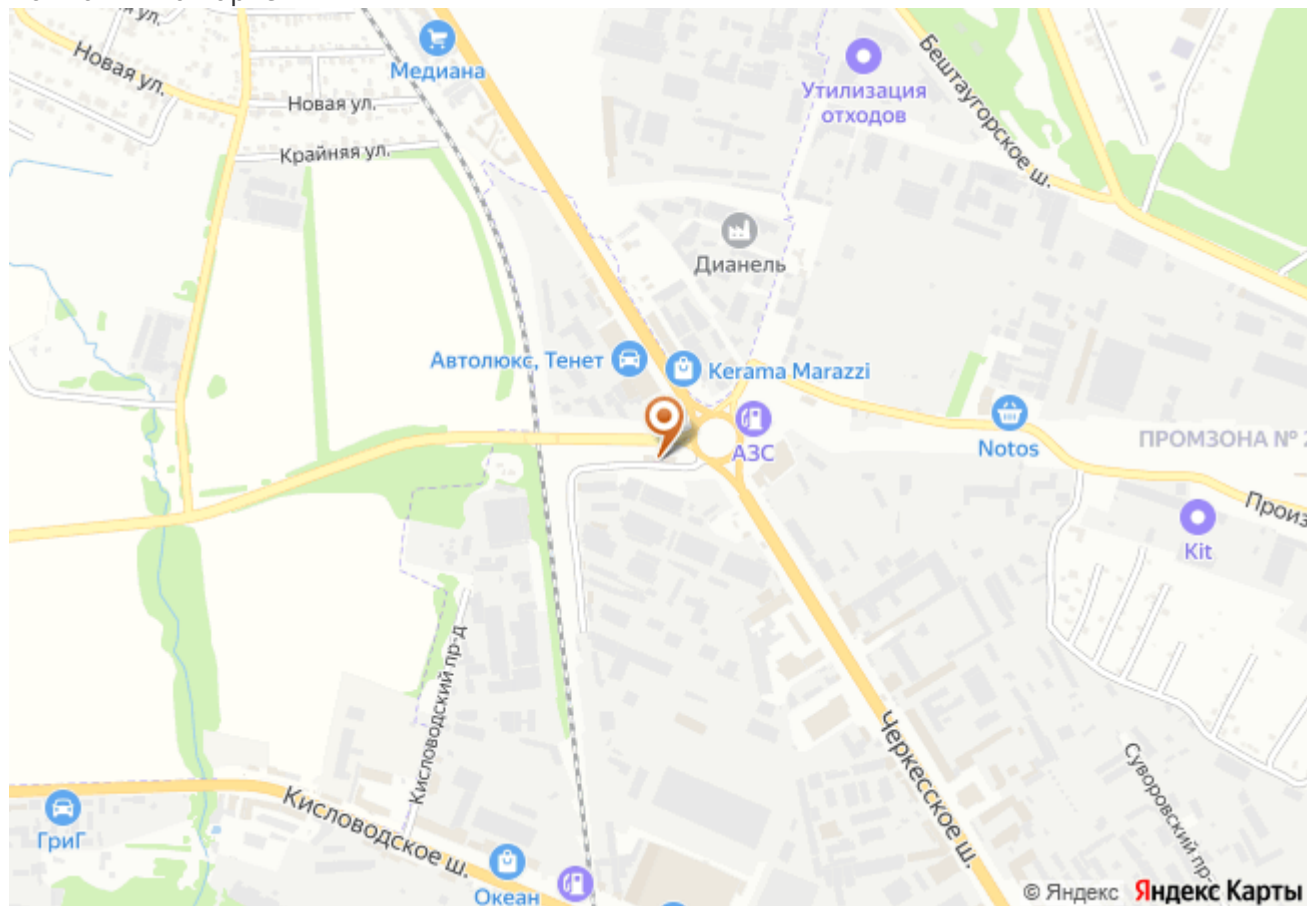 Новая ул.
Медиана
Новая ул.
Крайняя ул.
Утилизация
отходов
Бештаугорское ш.
Дианель
Автолюкс, Тенет
Kerama Marazzi
АЗС
Notos
ПРОМЗОНА № 2
Произ
Kit
Кисловодский пр-д
Черкесское ш.
Суворовский пр-
ГриГ
Кисловодское ш.
Океан
© Яндекс Яндекс Карты